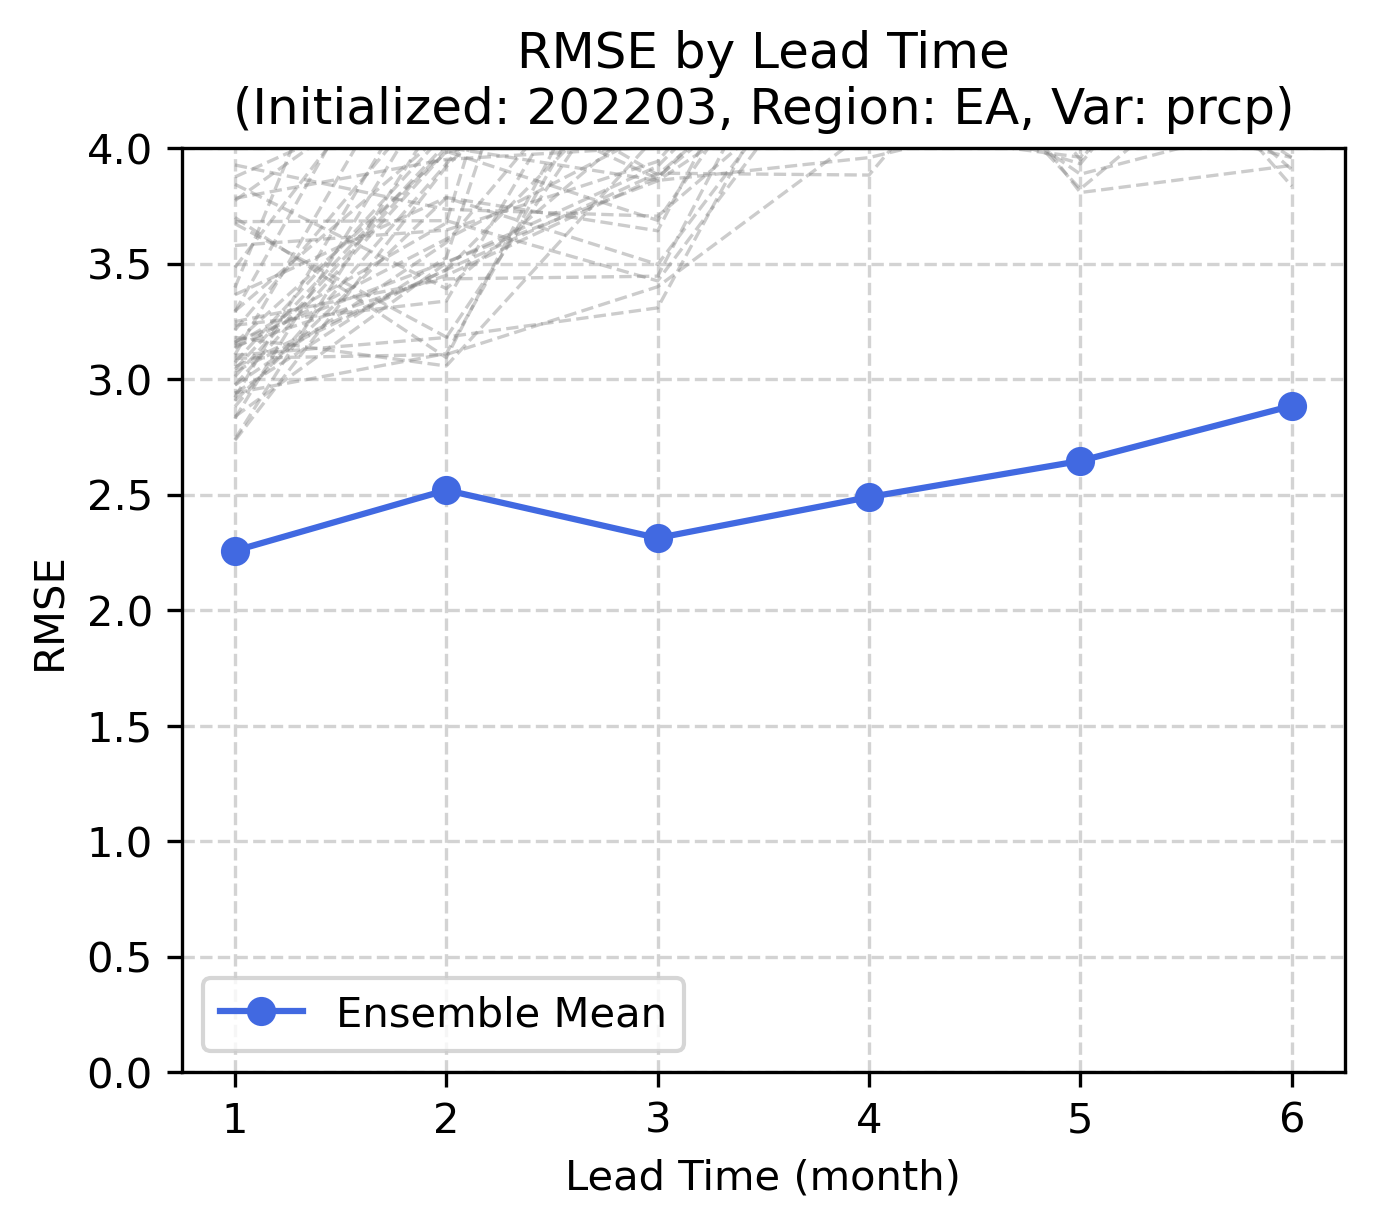 RMSE by Lead Time
(Initialized: 202203, Region: EA, Var: prcp)
4.0
3.5
3.0
2.5
2.0
1.5
1.0
0.5
0.0
RMSE
Ensemble Mean
1 2 3 4 5 6
Lead Time (month)